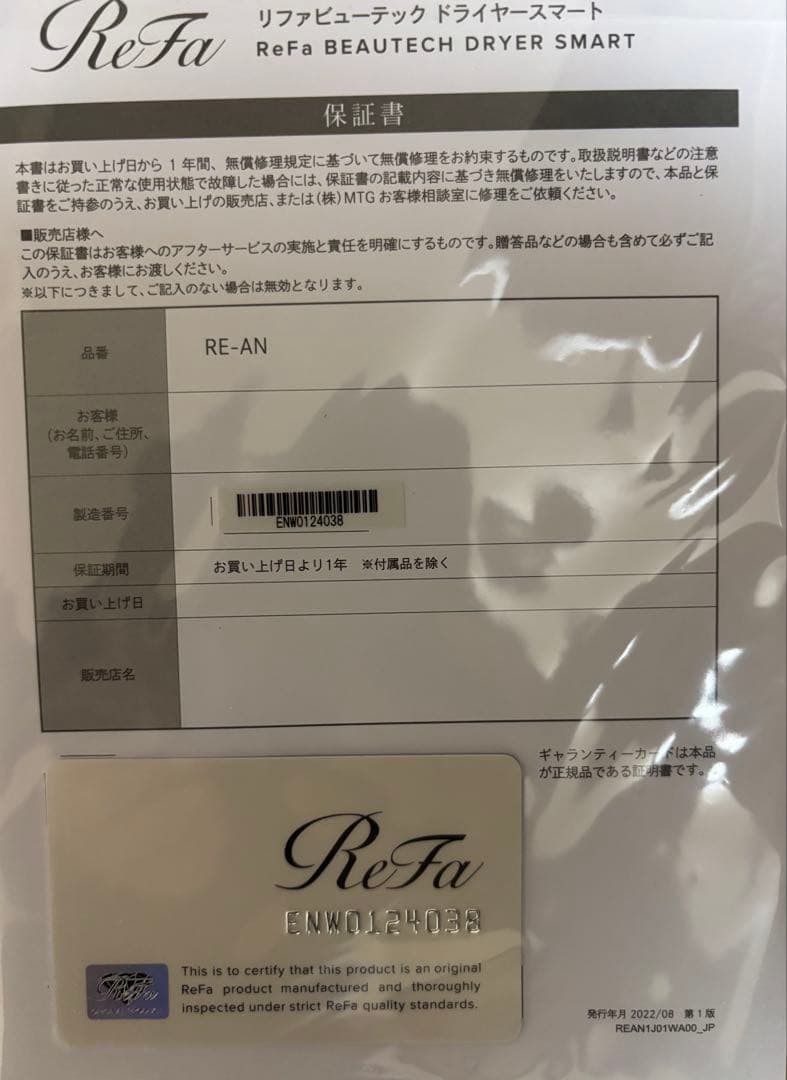 ReFa
リファビューテック ドライヤースマート
ReFa BEAUTECH DRYER SMART
保証書
本書はお買い上げ日から 1 年間、無償修理規定に基づいて無償修理をお約束するものです。取扱説明書などの注意
書きに従った正常な使用状態で故障した場合には、保証書の記載内容に基づき無償修理をいたしますので、本品と保
証書をご持参のうえ、お買い上げの販売店、または(株)MTG お客様相談室に修理をご依頼ください。
■販売店様へ
この保証書はお客様へのアフターサービスの実施と責任を明確にするものです。贈答品などの場合も含めて必ずご記
入のうえ、お客様にお渡しください。
※以下につきまして、ご記入のない場合は無効となります。
品番
RE-AN
お客様
(お名前、ご住所、
電話番号)
製造番号
ENW0124038
保証期間
お買い上げ日より1年 ※付属品を除く
お買い上げ日
販売店名
ギャランティーカードは本品
が正規品である証明書です。
ReFa
ENW0124038
ReFa
This is to certify that this product is an original
ReFa product manufactured and thoroughly
inspected under strict ReFa quality standards.
発行年月 2022/08 第 1 版
REAN1J01WA00_JP